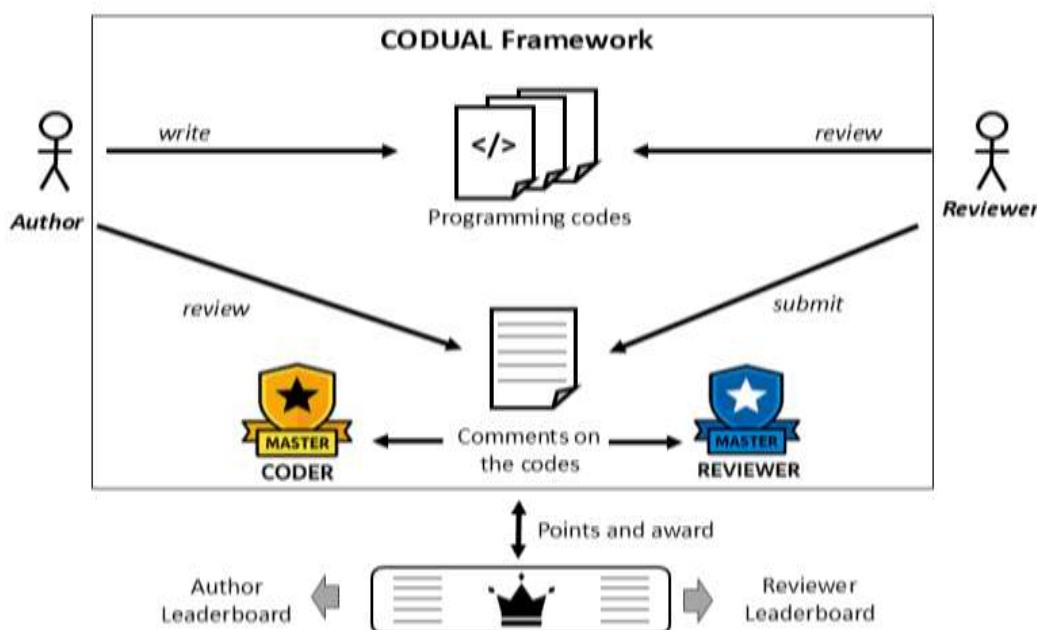 CODUAL Framework
write
review
</>
Author
Programming codes
Reviewer
review
submit
MASTER
CODER
Comments on
the codes
MASTER
REVIEWER
Points and award
Author
Leaderboard
Reviewer
Leaderboard